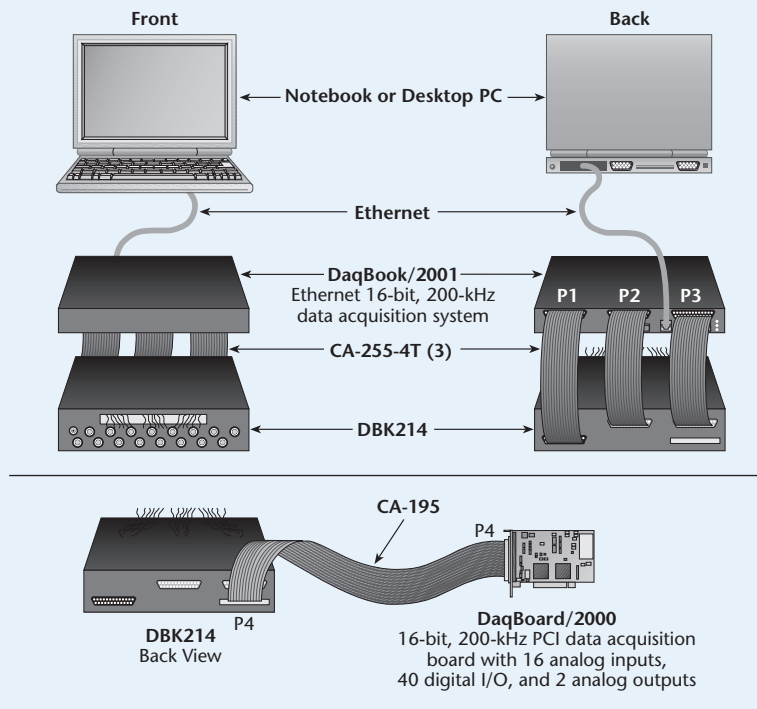 Front
Back
Notebook or Desktop PC
Ethernet
DaqBook/2001
Ethernet 16-bit, 200-kHz
data acquisition system
P1
P2
P3
CA-255-4T (3)
DBK214
CA-195
P4
P4
DBK214
Back View
DaqBoard/2000
16-bit, 200-kHz PCI data acquisition
board with 16 analog inputs,
40 digital I/O, and 2 analog outputs